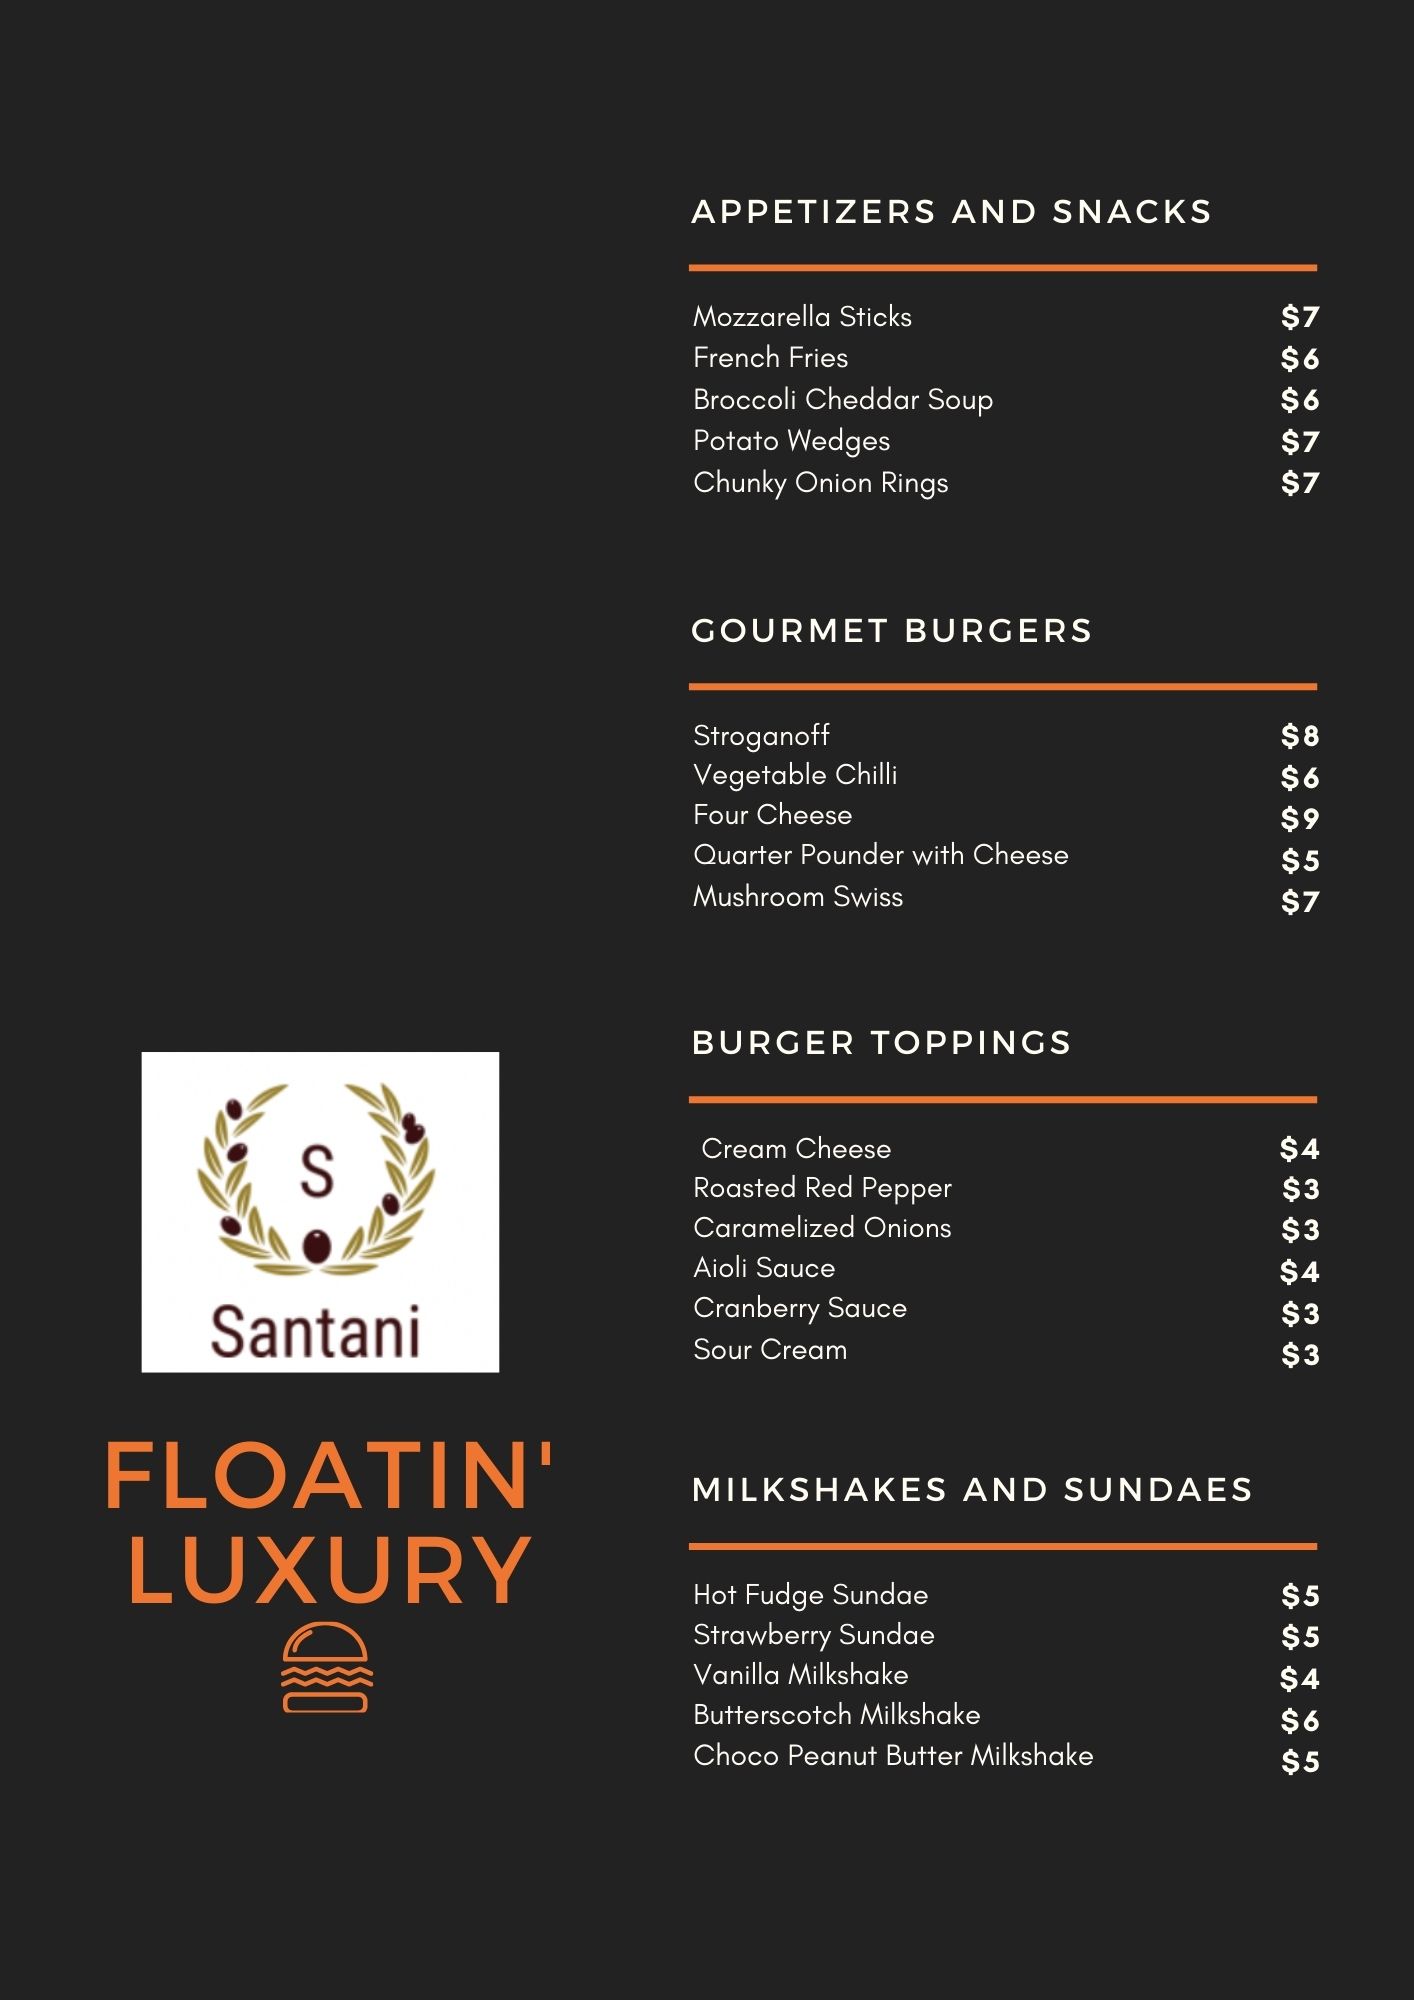 APPETIZERS AND SNACKS
Mozzarella Sticks $7
French Fries $6
Broccoli Cheddar Soup $6
Potato Wedges $7
Chunky Onion Rings $7
GOURMET BURGERS
Stroganoff $8
Vegetable Chilli $6
Four Cheese $9
Quarter Pounder with Cheese $5
Mushroom Swiss $7
BURGER TOPPINGS
Cream Cheese $4
Roasted Red Pepper $3
Caramelized Onions $3
Aioli Sauce $4
Cranberry Sauce $3
Sour Cream $3
MILKSHAKES AND SUNDAES
Hot Fudge Sundae $5
Strawberry Sundae $5
Vanilla Milkshake $4
Butterscotch Milkshake $6
Choco Peanut Butter Milkshake $5
S
Santani
FLOATIN'
LUXURY